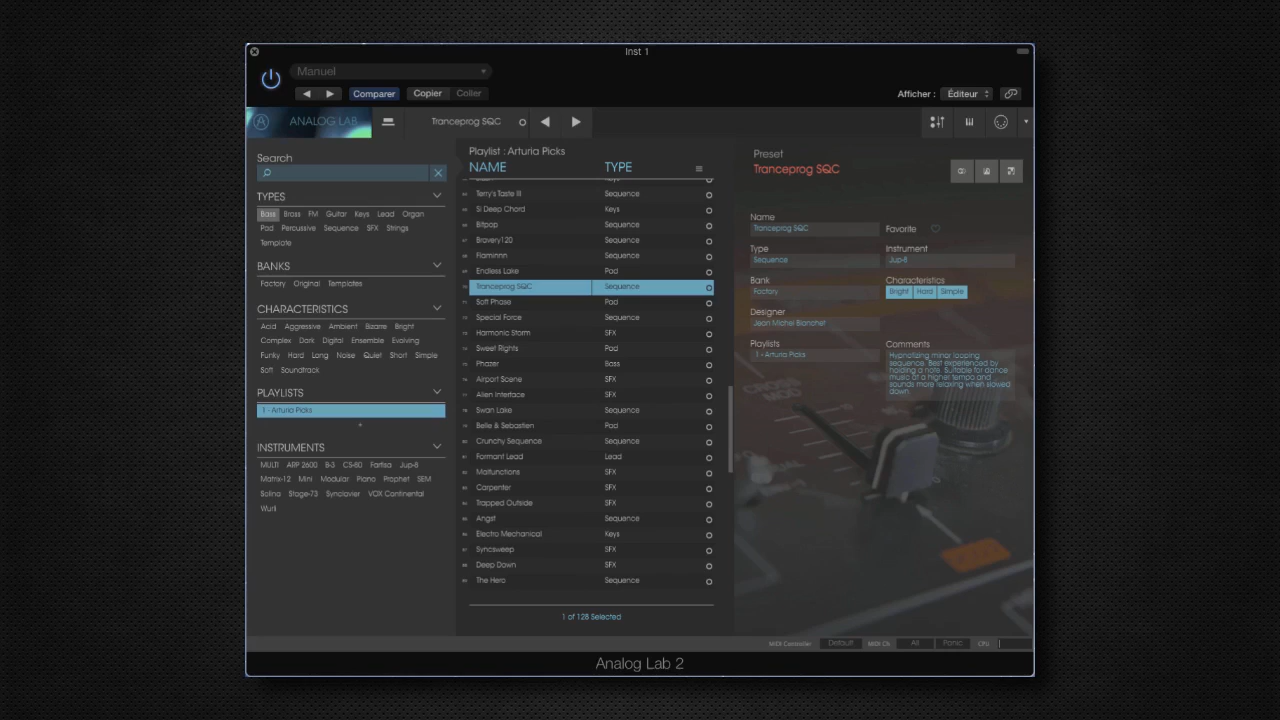 Inst 1
Manuel
Comparer Copier Coller Afficher : Éditeur
ANALOG LAB Tranceprog SQC
Search
TYPES
Bass Brass FM Guitar Keys Lead Organ
Pad Percussive Sequence SFX Strings
Template
BANKS
Factory Original Templates
CHARACTERISTICS
Acid Aggressive Ambient Bizarre Bright
Complex Dark Digital Ensemble Evolving
Funky Hard Long Noise Quiet Short Simple
Soft Soundtrack
PLAYLISTS
1 - Arturia Picks
+
INSTRUMENTS
MULTI ARP 2600 B-3 CS-80 Farfisa Jup-8
Matrix-12 Mini Modular Piano Prophet SEM
Solina Stage-73 Synclavier VOX Continental
Wurli
Playlist : Arturia Picks
NAME TYPE
Terry's Taste III Sequence
SI Deep Chord Keys
Bitpop Sequence
Bravery120 Sequence
Flaminnn Sequence
Endless Lake Pad
Tranceprog SQC Sequence
Soft Phase Pad
Special Force Sequence
Harmonic Storm SFX
Sweet Rights Pad
Phazer Bass
Airport Scene SFX
Alien Interface SFX
Swan Lake Sequence
Belle & Sebastien Pad
Crunchy Sequence Sequence
Formant Lead Lead
Malfunctions SFX
Carpenter SFX
Trapped Outside SFX
Angst Sequence
Electro Mechanical Keys
Syncsweep SFX
Deep Down SFX
The Hero Sequence
1 of 128 Selected
Preset
Tranceprog SQC
Name
Tranceprog SQC Favorite
Type Instrument
Sequence Jup-8
Bank Characteristics
Factory Bright Hard Simple
Designer
Jean Michel Blanchet
Playlists Comments
1 - Arturia Picks
Hypnotizing minor looping
sequence. Best experienced by
holding a note. Suitable for dance
music at a higher tempo and
sounds more relaxing when slowed
down.
CROSS
MOD
MIDI Controller Default MIDI Ch. All Panic CPU
Analog Lab 2